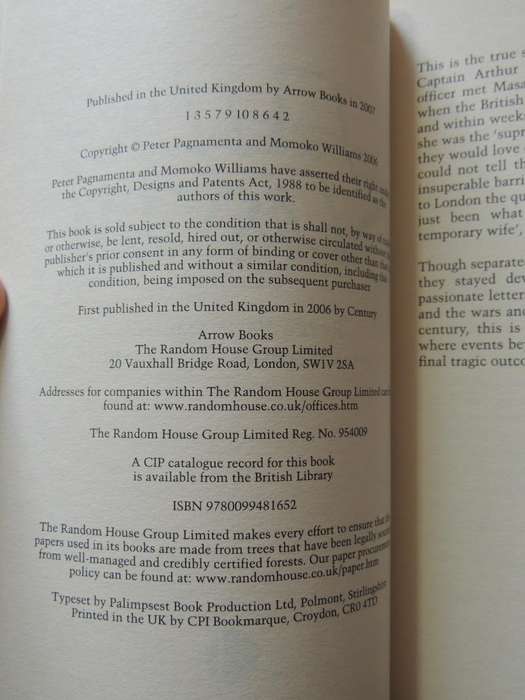 Published in the United Kingdom by Arrow Books in 2007
1 3 5 7 9 10 8 6 4 2
Copyright © Peter Pagnamenta and Momoko Williams 2006
Peter Pagnamenta and Momoko Williams have asserted their right under
the Copyright, Designs and Patents Act, 1988 to be identified as the
authors of this work.
This book is sold subject to the condition that is shall not, by way of
or otherwise, be lent, resold, hired out, or otherwise circulated without
publisher's prior consent in any form of binding or cover other than that
which it is published and without a similar condition, including this
condition, being imposed on the subsequent purchaser
First published in the United Kingdom in 2006 by Century
Arrow Books
The Random House Group Limited
20 Vauxhall Bridge Road, London, SW1V 2SA
Addresses for companies within The Random House Group Limited can
found at: www.randomhouse.co.uk/offices.htm
The Random House Group Limited Reg. No. 954009
A CIP catalogue record for this book
is available from the British Library
ISBN 9780099481652
The Random House Group Limited makes every effort to ensure that the
papers used in its books are made from trees that have been legally
from well-managed and credibly certified forests. Our paper procurement
policy can be found at: www.randomhouse.co.uk/paper.htm
Typeset by Palimpsest Book Production Ltd, Polmont, Stirlingshire
Printed in the UK by CPI Bookmarque, Croydon, CR0 4TD
This is the true
Captain Arthur
officer met
when the British
and within
she was the
they would love
could not tell
insuperable
to London the
just been what
temporary wife',
Though
they stayed
passionate
and the wars
century, this is
where events
final tragic